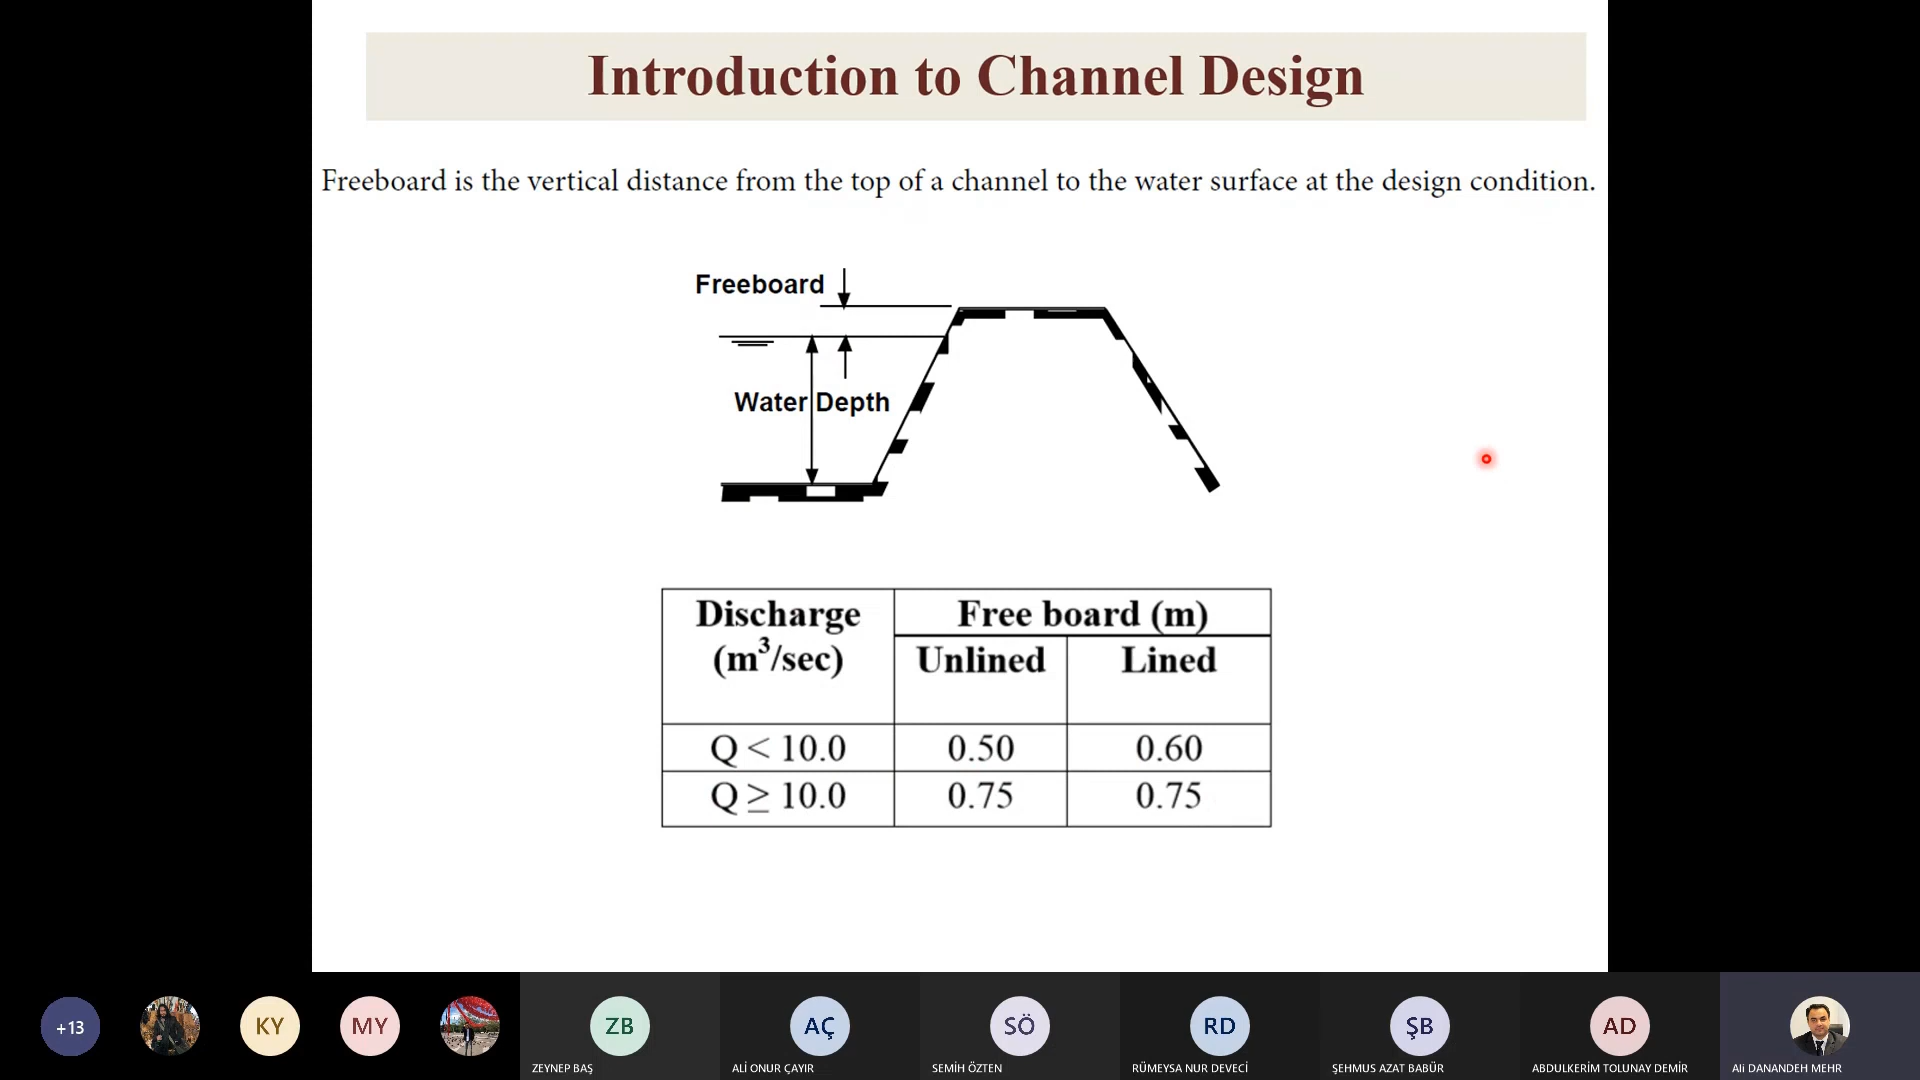 Introduction to Channel Design
Freeboard is the vertical distance from the top of a channel to the water surface at the design condition.
Freeboard
Water Depth
Discharge (m³/sec)
Free board (m)
Unlined
Lined
Q < 10.0
0.50
0.60
Q ≥ 10.0
0.75
0.75
+13
KY
MY
ZB
AÇ
SÖ
RD
ŞB
AD
ZEYNEP BAŞ
ALİ ONUR ÇAYIR
SEMİH ÖZTEN
RÜMEYSA NUR DEVECİ
ŞEHMUS AZAT BABÜR
ABDULKERİM TOLUNAY DEMİR
Ali DANANDEH MEHR